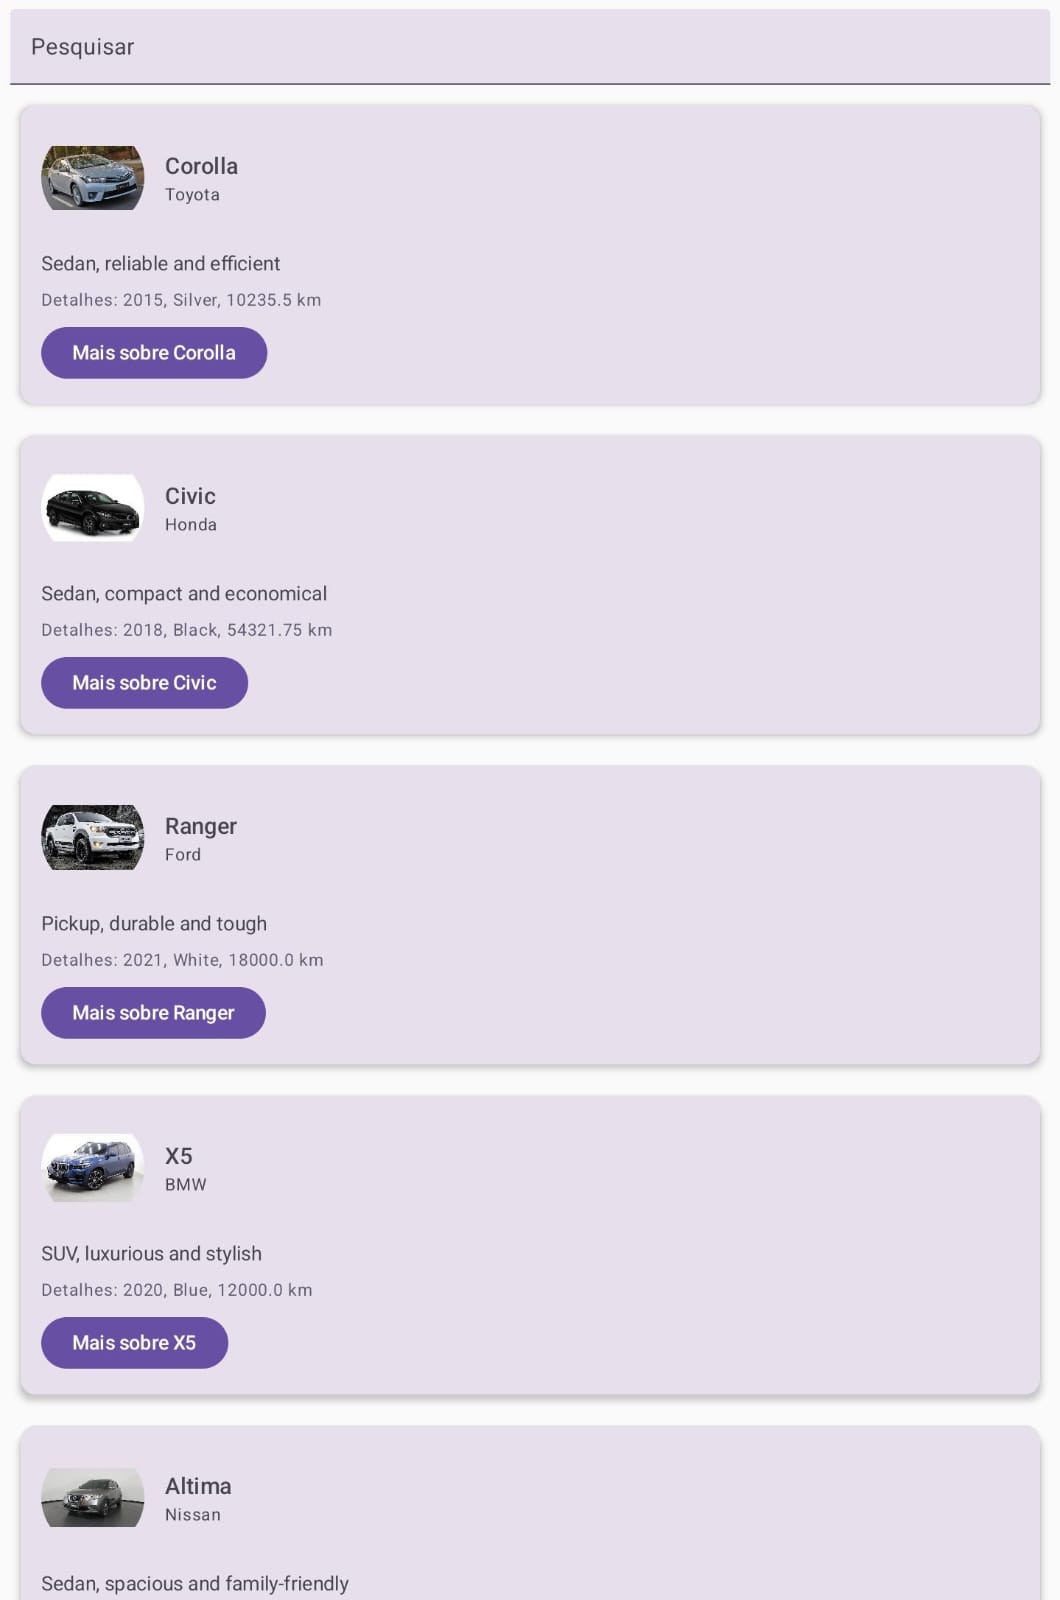 Pesquisar
Corolla
Toyota
Sedan, reliable and efficient
Detalhes: 2015, Silver, 10235.5 km
Mais sobre Corolla
Civic
Honda
Sedan, compact and economical
Detalhes: 2018, Black, 54321.75 km
Mais sobre Civic
Ranger
Ford
Pickup, durable and tough
Detalhes: 2021, White, 18000.0 km
Mais sobre Ranger
X5
BMW
SUV, luxurious and stylish
Detalhes: 2020, Blue, 12000.0 km
Mais sobre X5
Altima
Nissan
Sedan, spacious and family-friendly